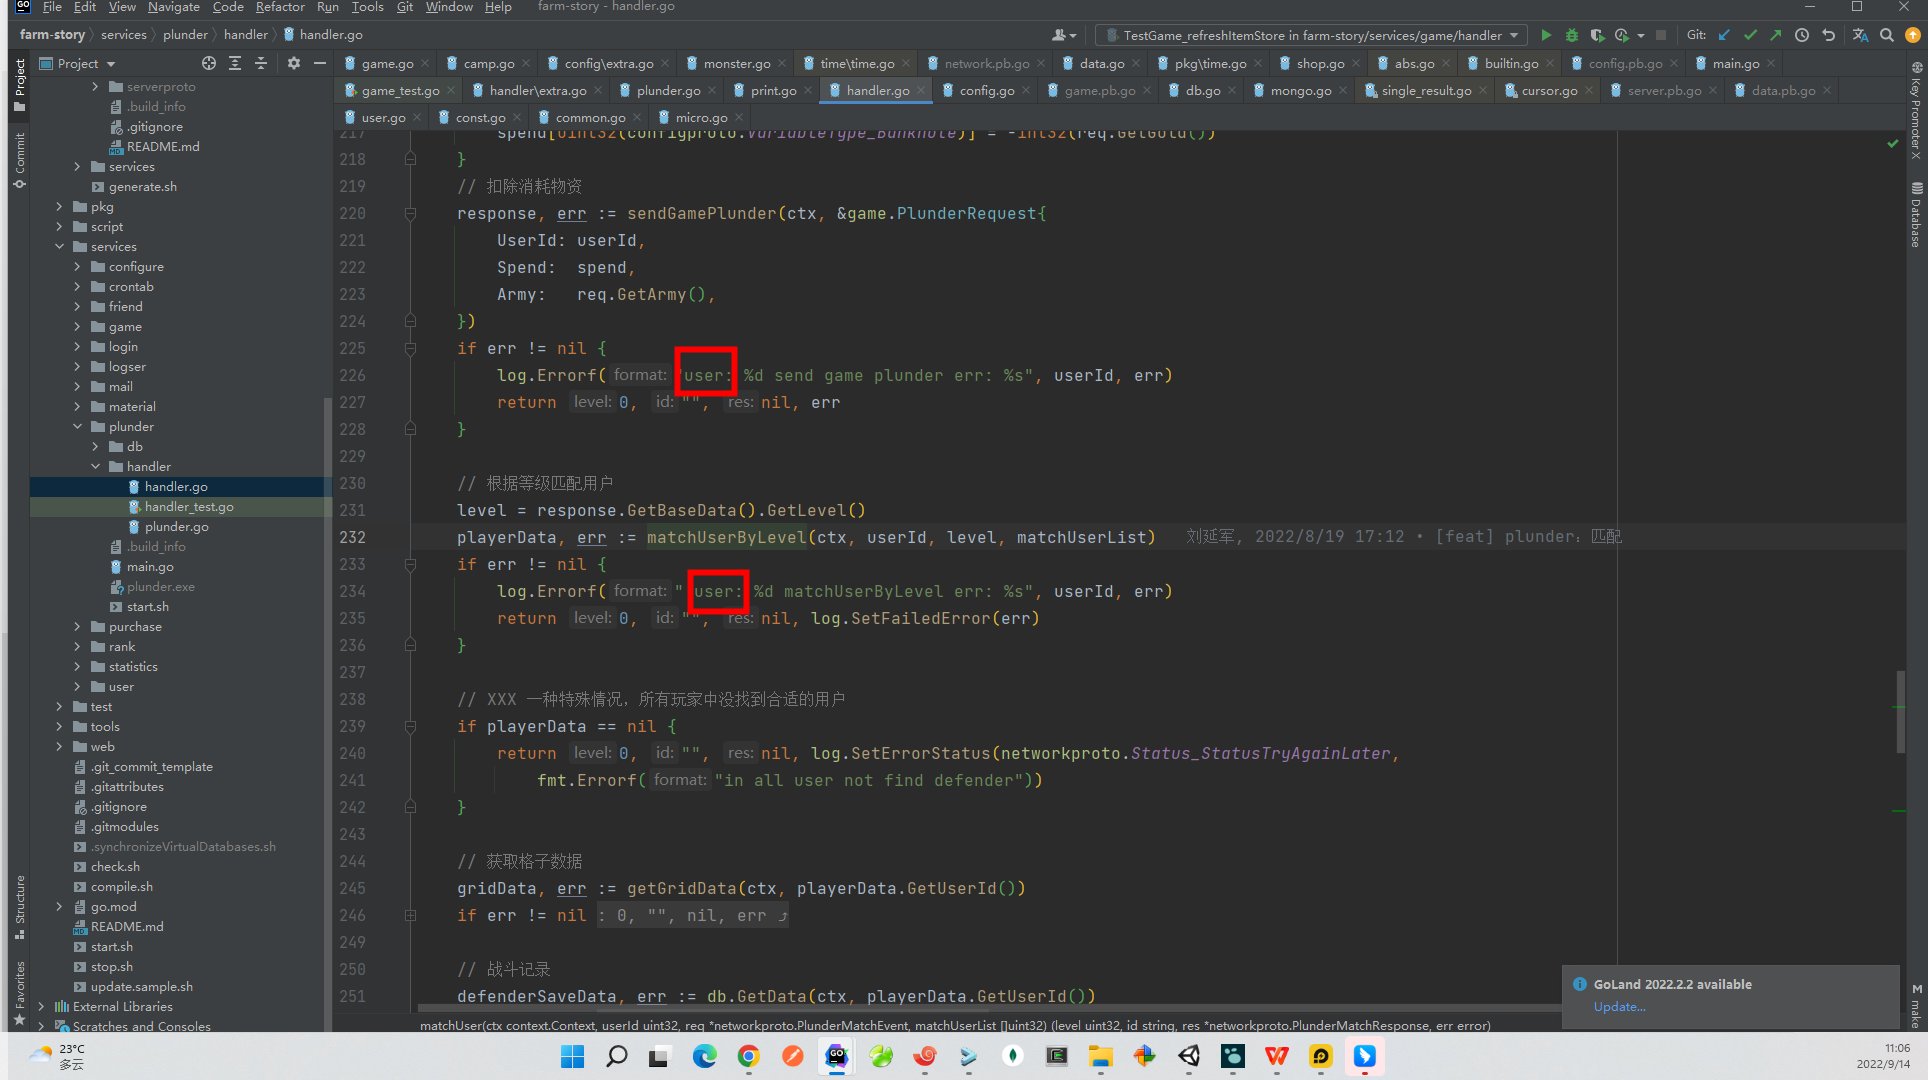 File Edit View Navigate Code Refactor Run Tools Git Window Help farm-story - handler.go
farm-story services plunder handler handler.go
TestGame_refreshItemStore in farm-story/services/game/handler
Git:
Project
game.go camp.go config\extra.go monster.go time\time.go network.pb.go data.go pkg\time.go shop.go abs.go builtin.go config.pb.go main.go
game_test.go handler\extra.go plunder.go print.go handler.go config.go game.pb.go db.go mongo.go single_result.go cursor.go server.pb.go data.pb.go
user.go const.go common.go micro.go
Project
Commit
Structure
Favorites
serverproto
.build_info
.gitignore
README.md
services
generate.sh
pkg
script
services
configure
crontab
friend
game
login
logser
mail
material
plunder
db
handler
handler.go
handler_test.go
plunder.go
.build_info
main.go
plunder.exe
start.sh
purchase
rank
statistics
user
test
tools
web
.git_commit_template
.gitattributes
.gitignore
.gitmodules
.synchronizeVirtualDatabases.sh
check.sh
compile.sh
go.mod
README.md
start.sh
stop.sh
update.sample.sh
External Libraries
Scratches and Consoles
217 spend[uint32(configproto.VariableType_Banknote)] = -int32(req.GetGold())
218 }
219 // 扣除消耗物资
220 response, err := sendGamePlunder(ctx, &game.PlunderRequest{
221 UserId: userId,
222 Spend: spend,
223 Army: req.GetArmy(),
224 })
225 if err != nil {
226 log.Errorf( format: "user: %d send game plunder err: %s", userId, err)
227 return level: 0, id: "", res: nil, err
228 }
229
230 // 根据等级匹配用户
231 level = response.GetBaseData().GetLevel()
232 playerData, err := matchUserByLevel(ctx, userId, level, matchUserList) 刘延军, 2022/8/19 17:12 • [feat] plunder: 匹配
233 if err != nil {
234 log.Errorf( format: " user: %d matchUserByLevel err: %s", userId, err)
235 return level: 0, id: "", res: nil, log.SetFailedError(err)
236 }
237
238 // XXX 一种特殊情况，所有玩家中没找到合适的用户
239 if playerData == nil {
240 return level: 0, id: "", res: nil, log.SetErrorStatus(networkproto.Status_StatusTryAgainLater,
241 fmt.Errorf( format: "in all user not find defender"))
242 }
243
244 // 获取格子数据
245 gridData, err := getGridData(ctx, playerData.GetUserId())
246 if err != nil : 0, "", nil, err
249
250 // 战斗记录
251 defenderSaveData, err := db.GetData(ctx, playerData.GetUserId())
matchUser(ctx context.Context, userId uint32, req *networkproto.PlunderMatchEvent, matchUserList []uint32) (level uint32, id string, res *networkproto.PlunderMatchResponse, err error)
Key Promoter X
Database
make
GoLand 2022.2.2 available
Update...
23°C
多云
11:06
2022/9/14